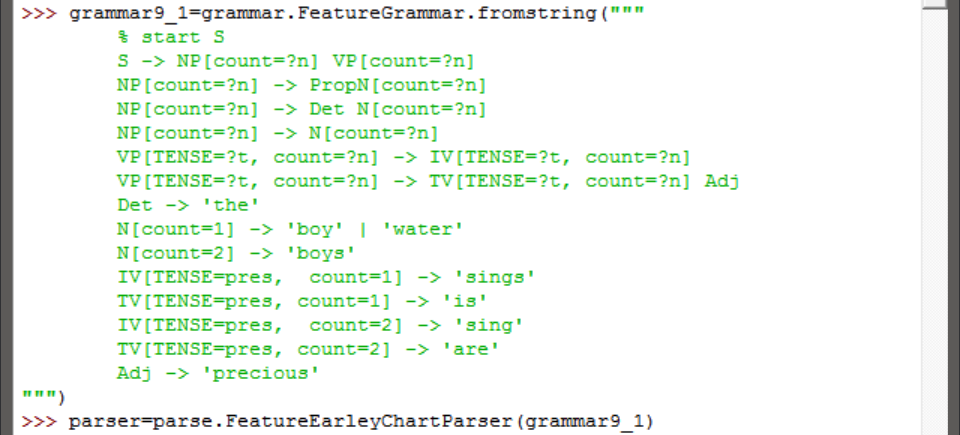 >>> grammar9_1=grammar.FeatureGrammar.fromstring("""
% start S
S -> NP[count=?n] VP[count=?n]
NP[count=?n] -> PropN[count=?n]
NP[count=?n] -> Det N[count=?n]
NP[count=?n] -> N[count=?n]
VP[TENSE=?t, count=?n] -> IV[TENSE=?t, count=?n]
VP[TENSE=?t, count=?n] -> TV[TENSE=?t, count=?n] Adj
Det -> 'the'
N[count=1] -> 'boy' | 'water'
N[count=2] -> 'boys'
IV[TENSE=pres,  count=1] -> 'sings'
TV[TENSE=pres, count=1] -> 'is'
IV[TENSE=pres,  count=2] -> 'sing'
TV[TENSE=pres, count=2] -> 'are'
Adj -> 'precious'
""")
>>> parser=parse.FeatureEarleyChartParser(grammar9_1)